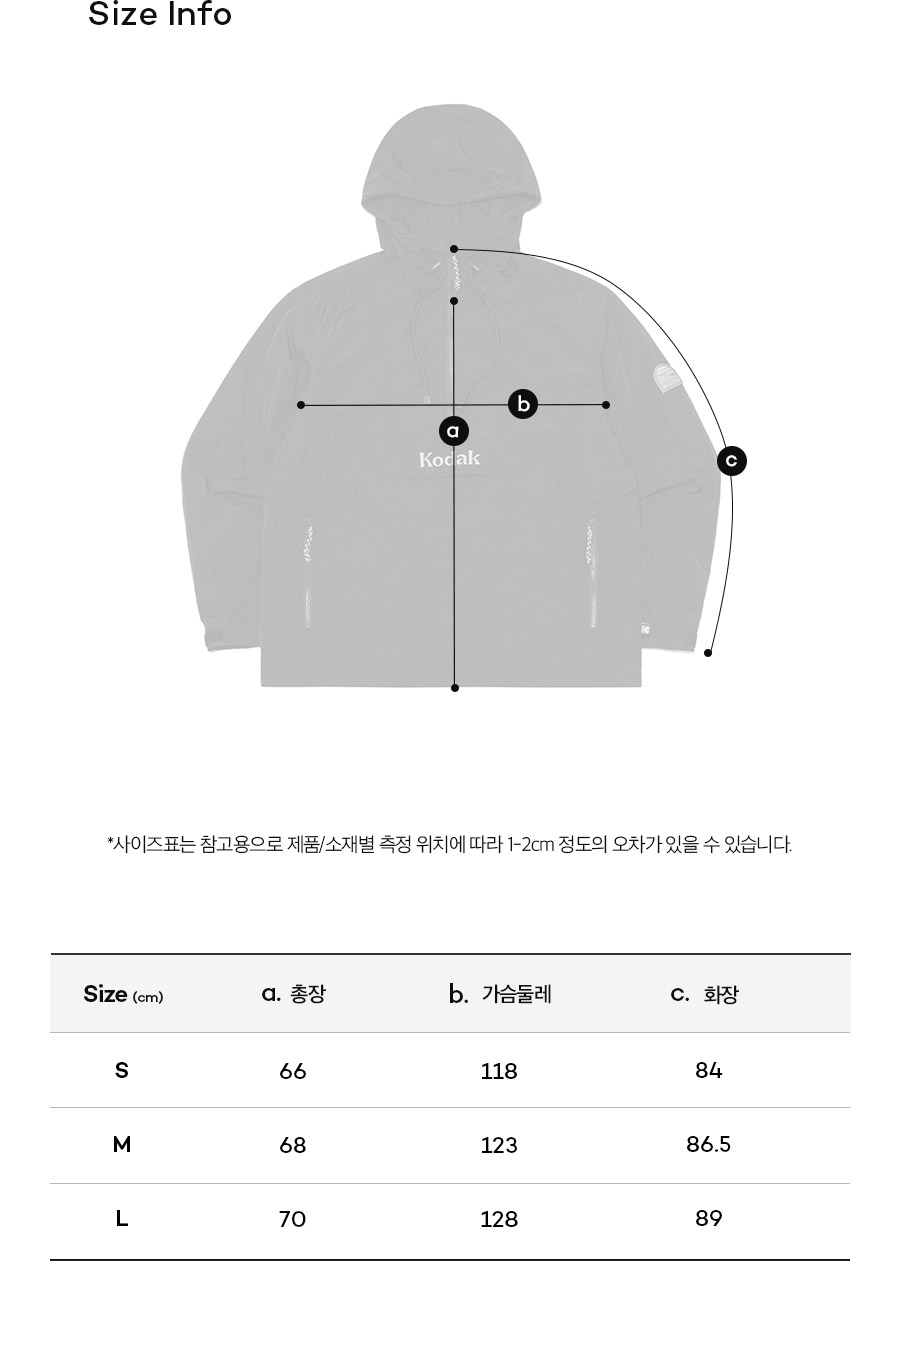 Size Info
b
a
Kodak
c
*사이즈표는 참고용으로 제품/소재별 측정 위치에 따라 1-2cm 정도의 오차가 있을 수 있습니다.
Size (cm) a. 총장 b. 가슴둘레 c. 화장
S 66 118 84
M 68 123 86.5
L 70 128 89